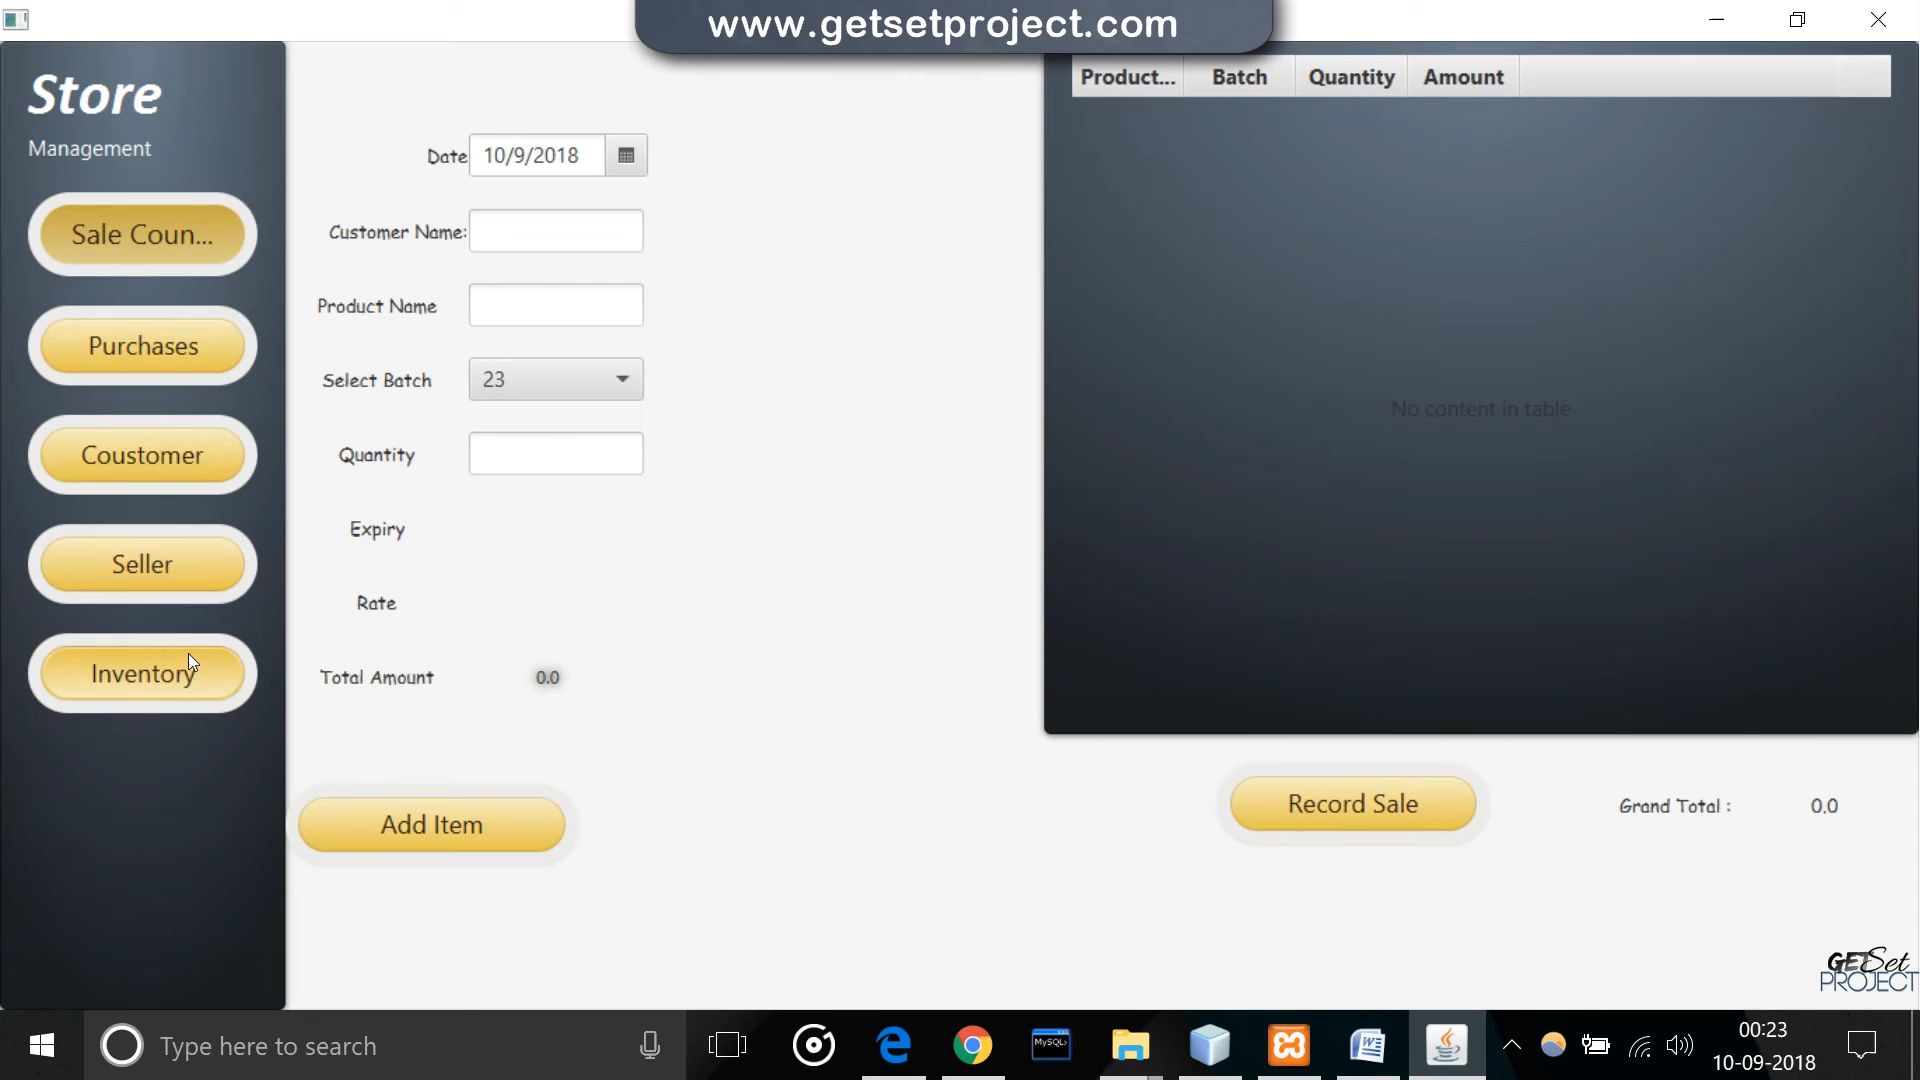 www.getsetproject.com
Store
Management
Sale Coun...
Purchases
Coustomer
Seller
Inventory
Date 10/9/2018
Customer Name:
Product Name
Select Batch 23
Quantity
Expiry
Rate
Total Amount 0.0
Add Item
Product... Batch Quantity Amount
No content in table
Record Sale
Grand Total : 0.0
GETSet
PROJECT
Type here to search
MySQL>
W
00:23
10-09-2018